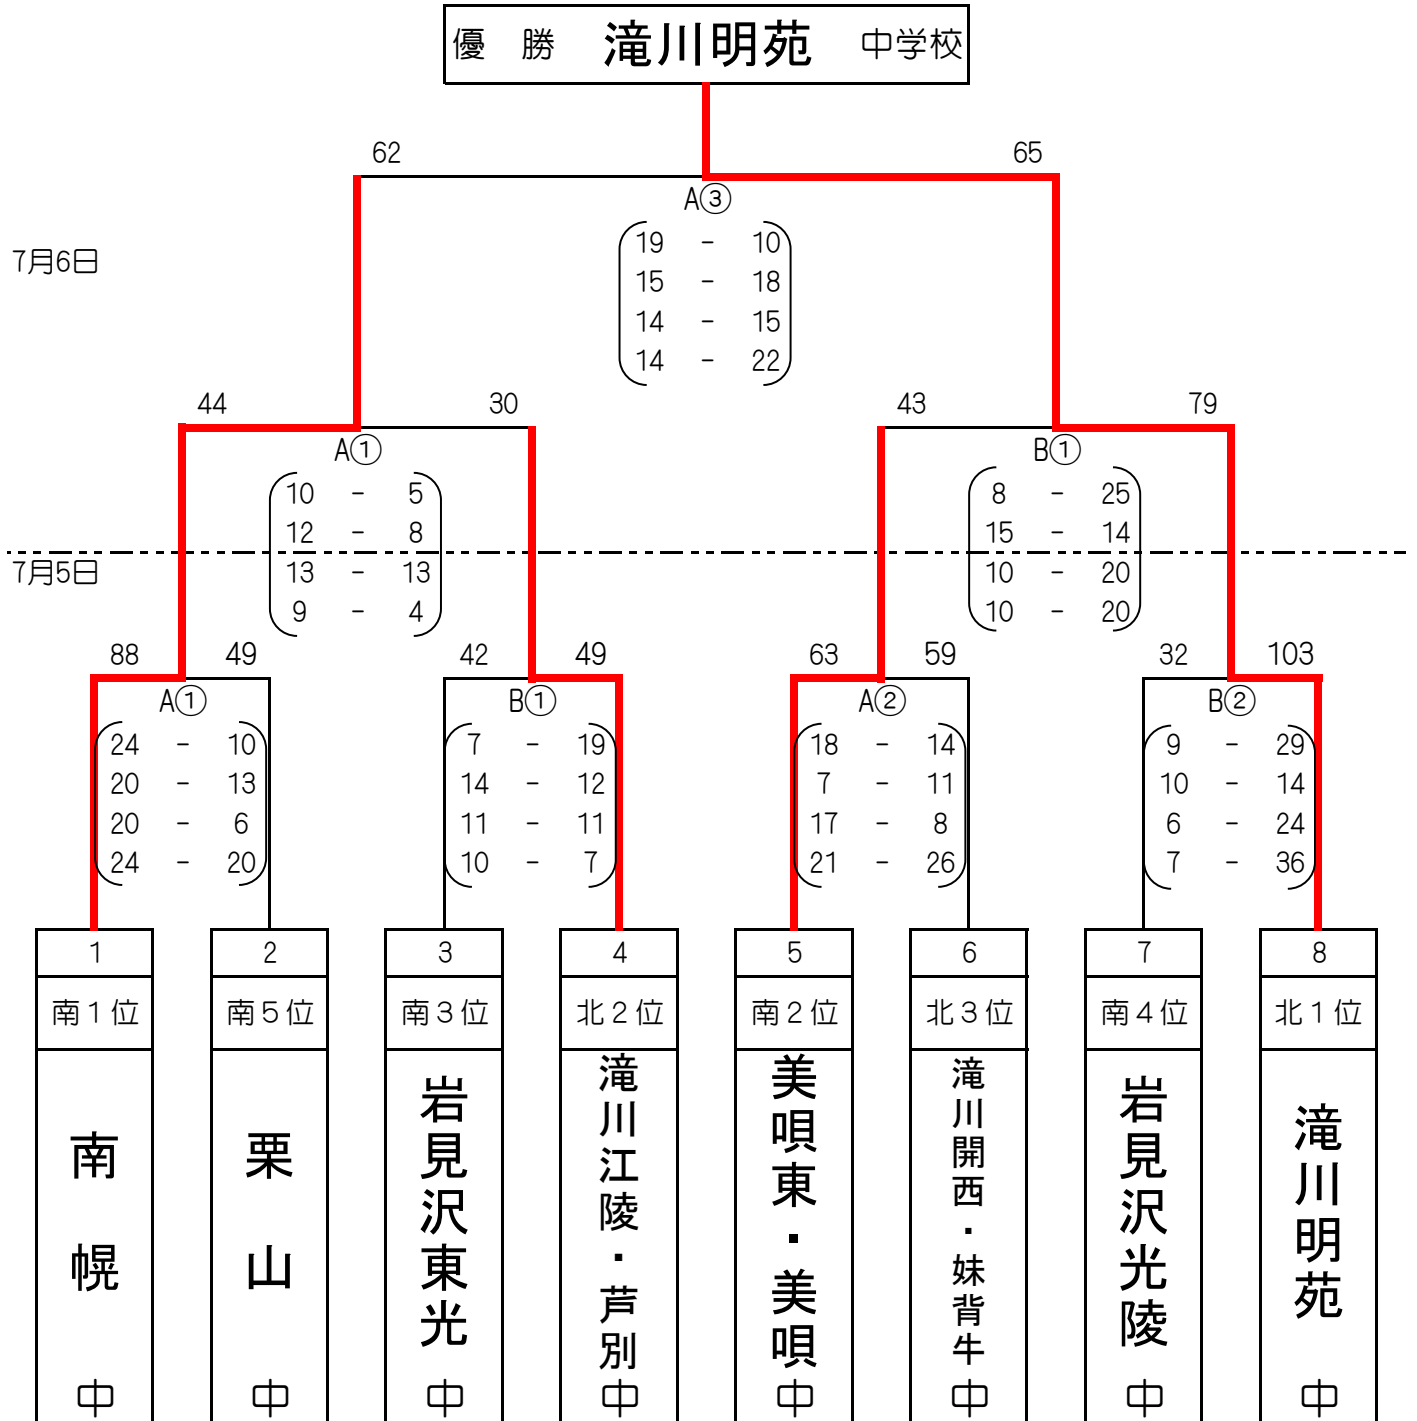 優　勝　滝川明苑　中学校
62　65
A③
19 - 10
7月6日
15 - 18
14 - 15
14 - 22
44　30　43　79
A①　B①
10 - 5　8 - 25
12 - 8　15 - 14
7月5日
13 - 13　10 - 20
9 - 4　10 - 20
88　49　42　49　63　59　32　103
A①　B①　A②　B②
24 - 10　7 - 19　18 - 14　9 - 29
20 - 13　14 - 12　7 - 11　10 - 14
20 - 6　11 - 11　17 - 8　6 - 24
24 - 20　10 - 7　21 - 26　7 - 36
1　2　3　4　5　6　7　8
南１位　南５位　南３位　北２位　南２位　北３位　南４位　北１位
南幌中
栗山中
岩見沢東光中
滝川江陵・芦別中
美唄東・美唄中
滝川開西・妹背牛中
岩見沢光陵中
滝川明苑中